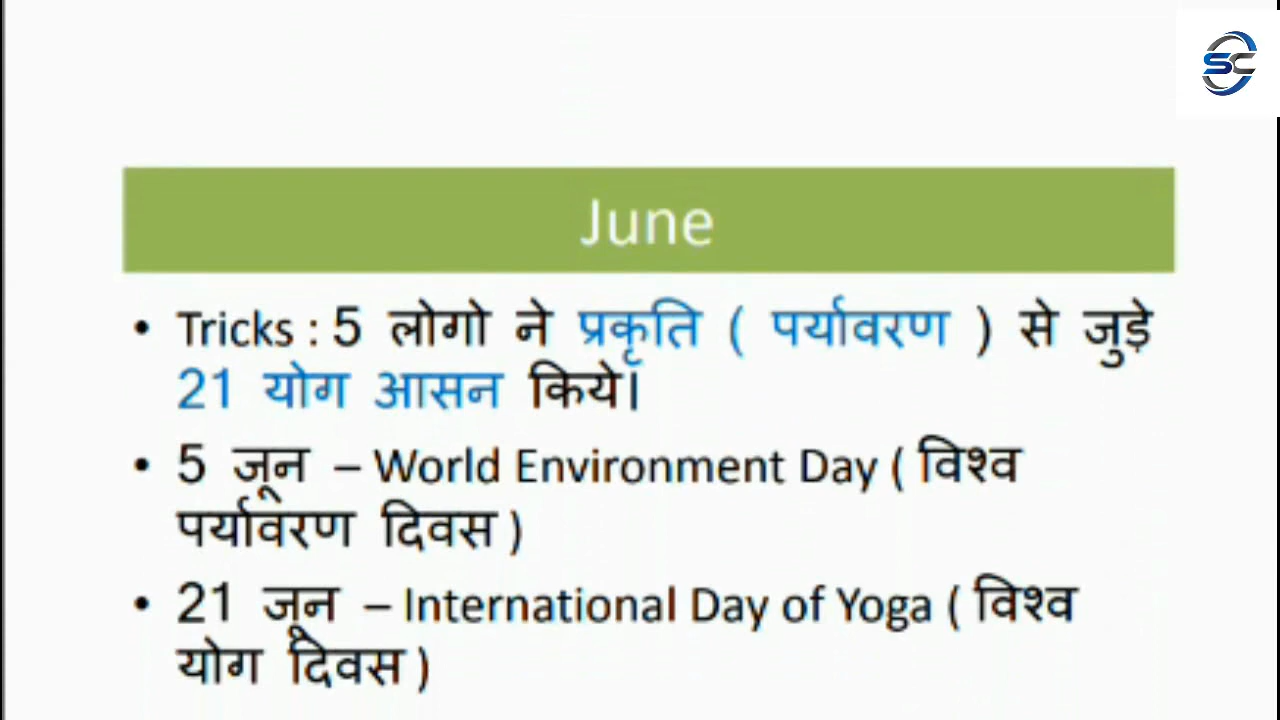 SC
June
• Tricks : 5 लोगो ने प्रकृति ( पर्यावरण ) से जुड़े
21 योग आसन किये।
• 5 जून – World Environment Day ( विश्व
पर्यावरण दिवस )
• 21 जून – International Day of Yoga ( विश्व
योग दिवस )